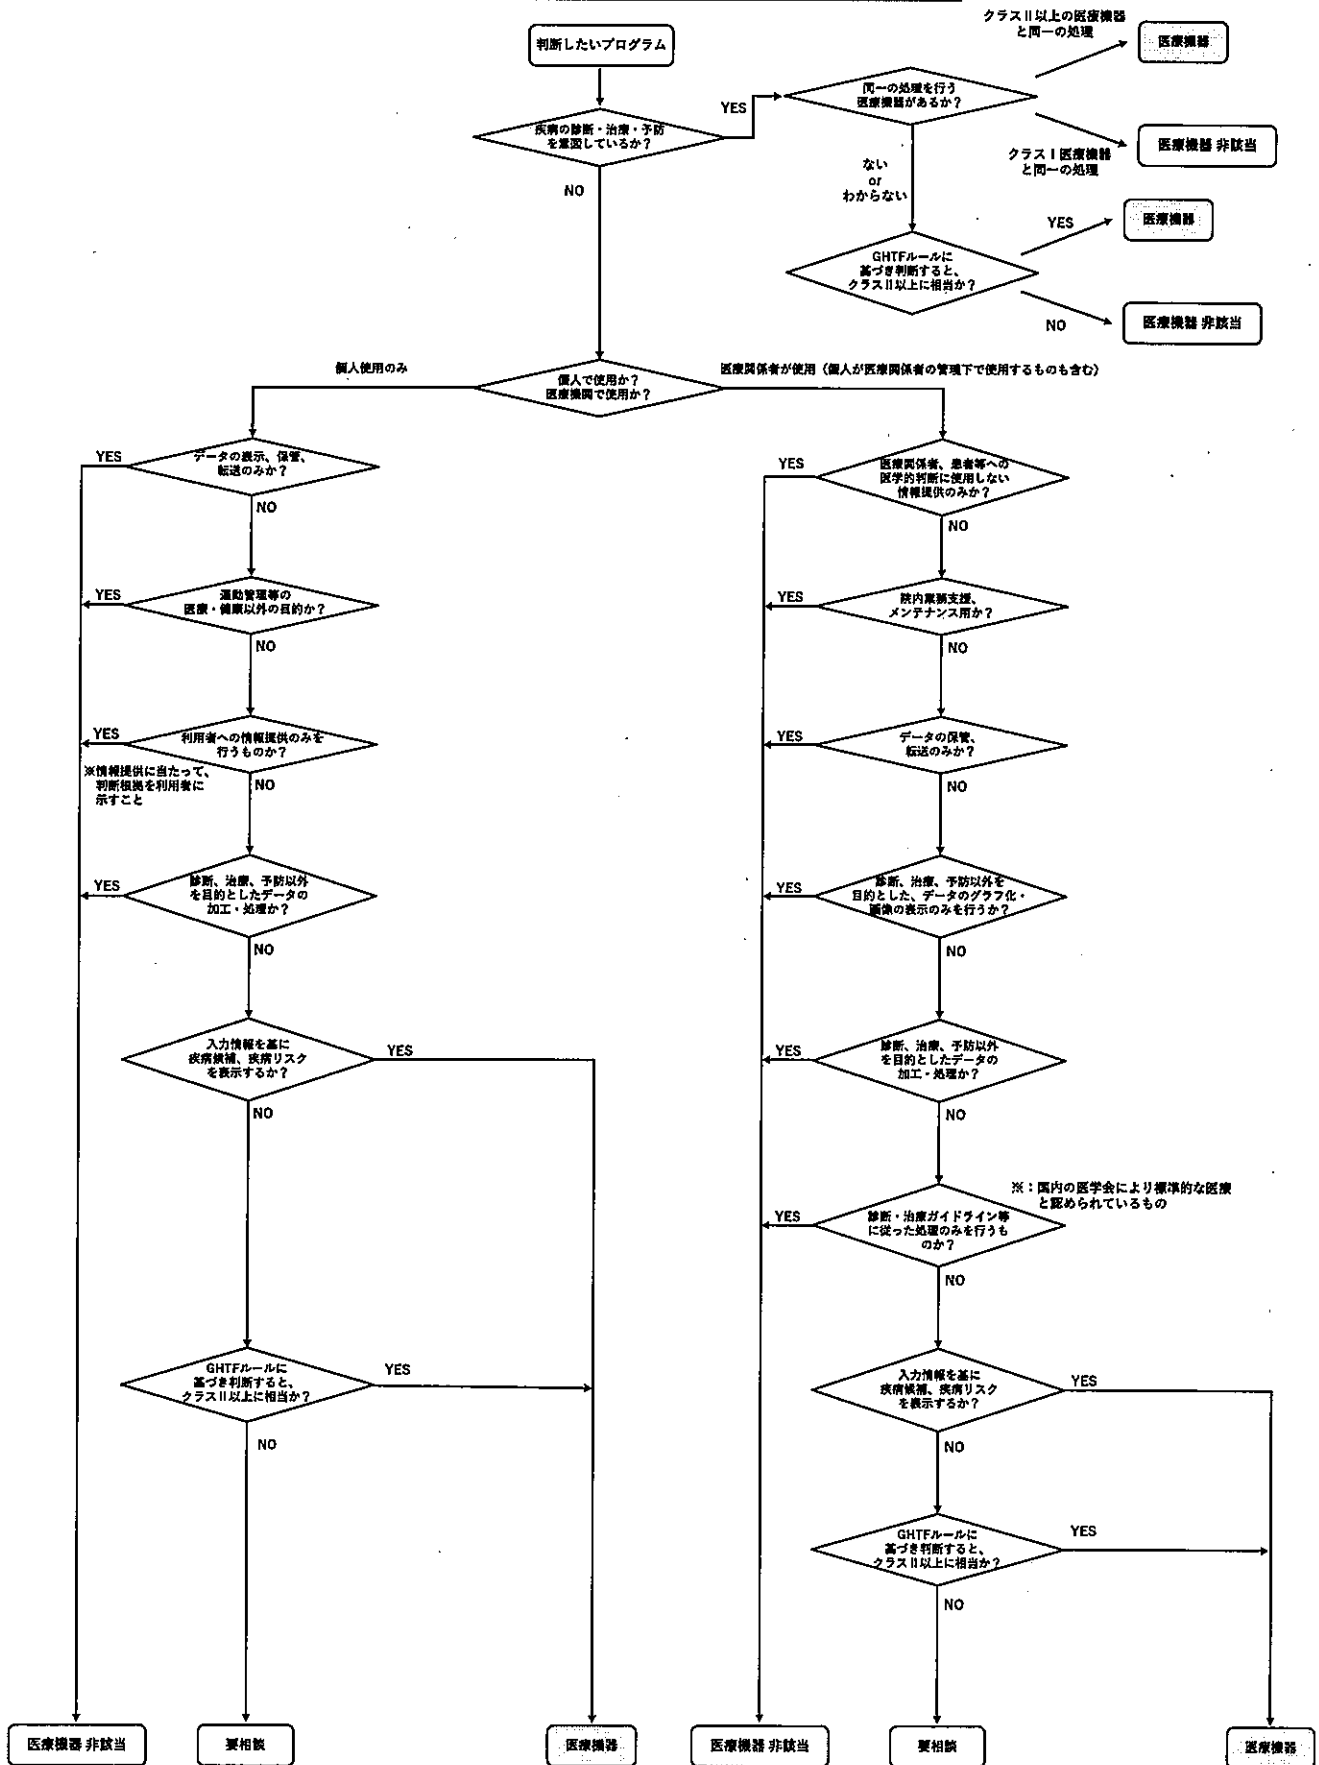 判断したいプログラム
疾病の診断・治療・予防
を意図しているか？
YES
NO
同一の処理を行う
医療機器があるか？
クラスⅡ以上の医療機器
と同一の処理
医療機器
クラスⅠ医療機器
と同一の処理
医療機器 非該当
ない
or
わからない
GHTFルールに
基づき判断すると、
クラスⅡ以上に相当か？
YES
医療機器
NO
医療機器 非該当
個人で使用か？
医療機関で使用か？
個人使用のみ
医療関係者が使用（個人が医療関係者の管理下で使用するものも含む）
データの表示、保管、
転送のみか？
YES
NO
運動管理等の
医療・健康以外の目的か？
YES
NO
利用者への情報提供のみを
行うものか？
YES
※情報提供に当たって、
判断根拠を利用者に
示すこと
NO
診断、治療、予防以外
を目的としたデータの
加工・処理か？
YES
NO
入力情報を基に
疾病候補、疾病リスク
を表示するか？
YES
NO
GHTFルールに
基づき判断すると、
クラスⅡ以上に相当か？
YES
NO
医療機器 非該当
要相談
医療機器
医療関係者、患者等への
医学的判断に使用しない
情報提供のみか？
YES
NO
院内業務支援、
メンテナンス用か？
YES
NO
データの保管、
転送のみか？
YES
NO
診断、治療、予防以外を
目的とした、データのグラフ化・
画像の表示のみを行うか？
YES
NO
診断、治療、予防以外
を目的としたデータの
加工・処理か？
YES
NO
※：国内の医学会により標準的な医療
と認められているもの
診断・治療ガイドライン等
に従った処理のみを行うも
のか？
YES
NO
入力情報を基に
疾病候補、疾病リスク
を表示するか？
YES
NO
GHTFルールに
基づき判断すると、
クラスⅡ以上に相当か？
YES
NO
医療機器 非該当
要相談
医療機器